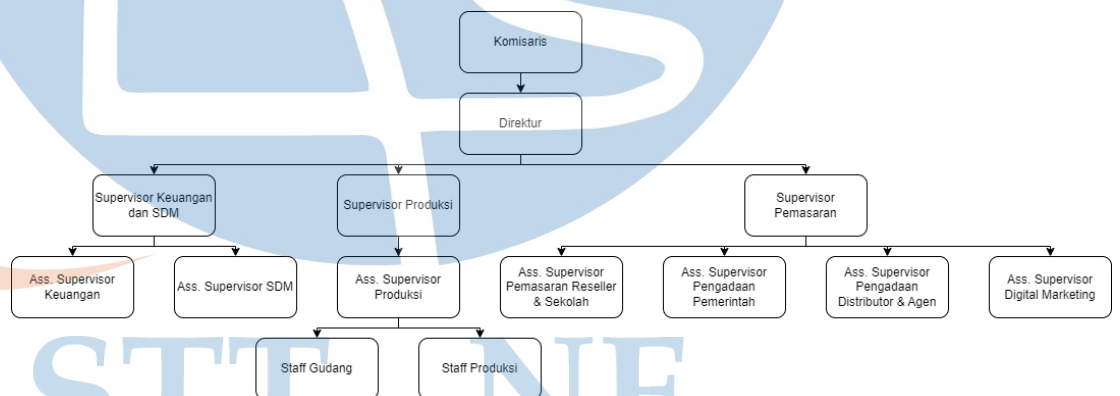 Komisaris
Direktur
Supervisor Keuangan
dan SDM
Supervisor Produksi
Supervisor
Pemasaran
Ass. Supervisor
Keuangan
Ass. Supervisor SDM
Ass. Supervisor
Produksi
Ass. Supervisor
Pemasaran Reseller
& Sekolah
Ass. Supervisor
Pengadaan
Pemerintah
Ass. Supervisor
Pengadaan
Distributor & Agen
Ass. Supervisor
Digital Marketing
Staff Gudang
Staff Produksi
STT NF